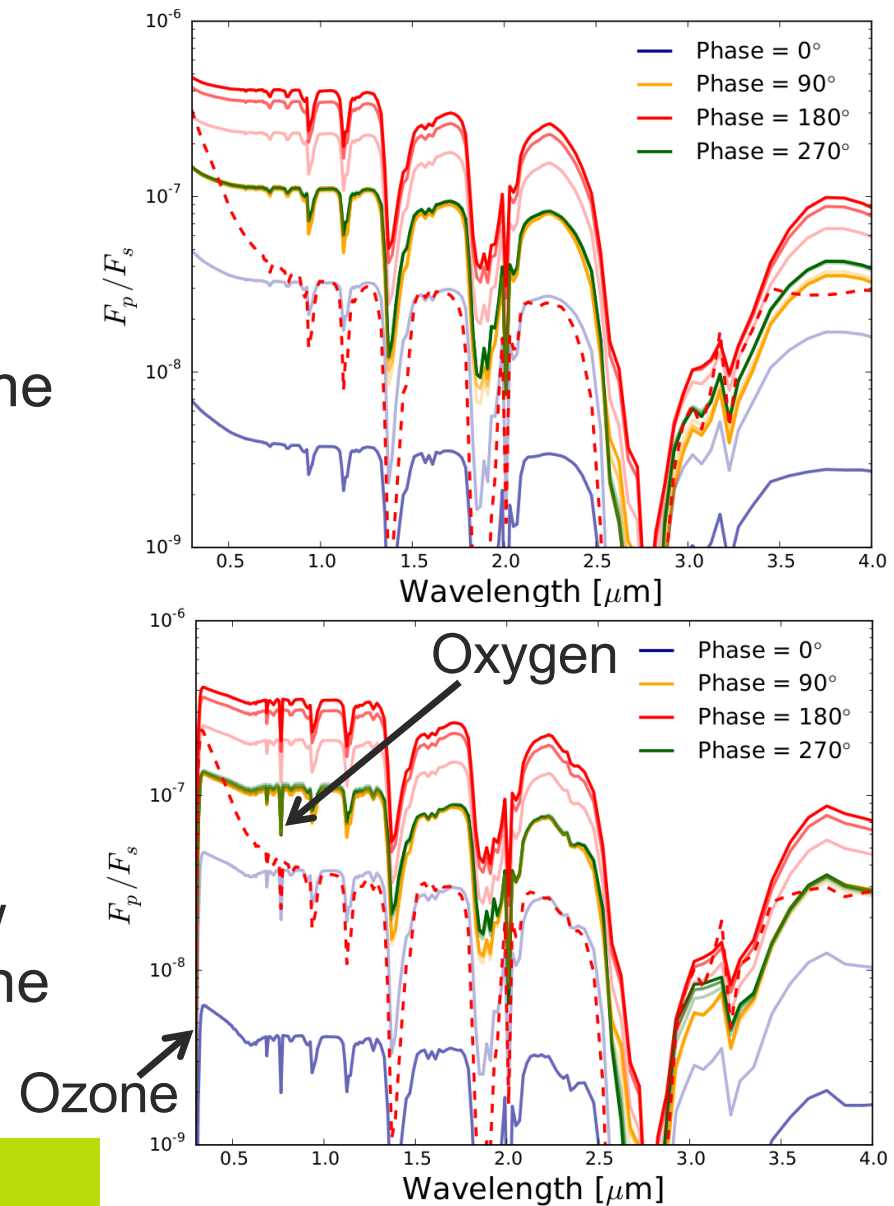 10^-6
10^-7
10^-8
10^-9
F_p/F_s
Phase = 0°
Phase = 90°
Phase = 180°
Phase = 270°
0.5 1.0 1.5 2.0 2.5 3.0 3.5 4.0
Wavelength [μm]
ne
10^-6
10^-7
10^-8
10^-9
F_p/F_s
Oxygen
Phase = 0°
Phase = 90°
Phase = 180°
Phase = 270°
y
ne
Ozone
0.5 1.0 1.5 2.0 2.5 3.0 3.5 4.0
Wavelength [μm]